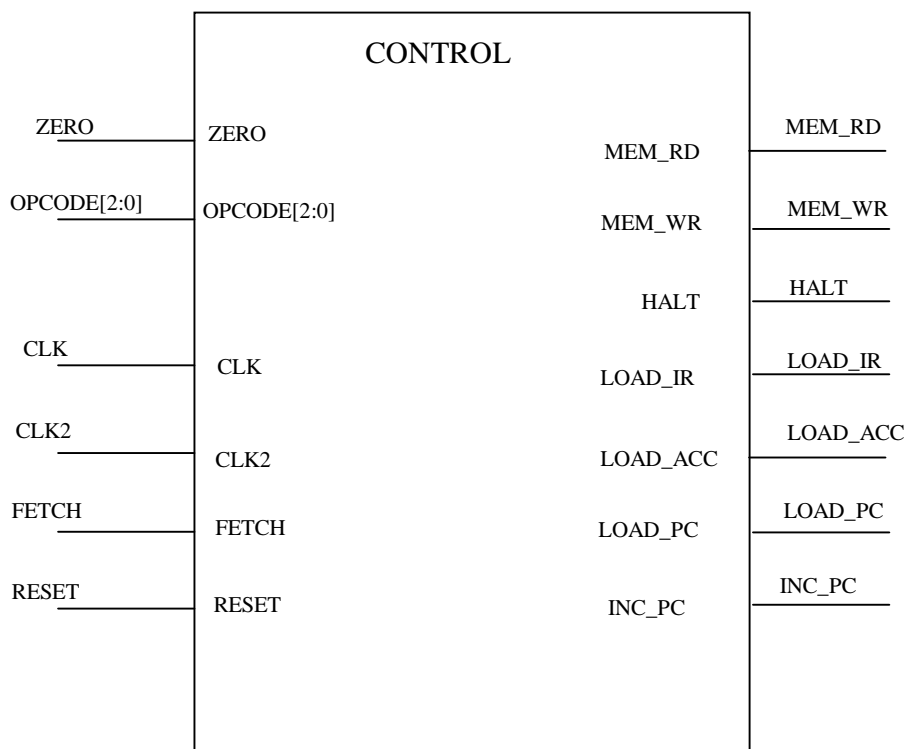 CONTROL
ZERO
ZERO
MEM_RD
MEM_RD
OPCODE[2:0]
OPCODE[2:0]
MEM_WR
MEM_WR
HALT
HALT
CLK
CLK
LOAD_IR
LOAD_IR
CLK2
CLK2
LOAD_ACC
LOAD_ACC
FETCH
FETCH
LOAD_PC
LOAD_PC
RESET
RESET
INC_PC
INC_PC